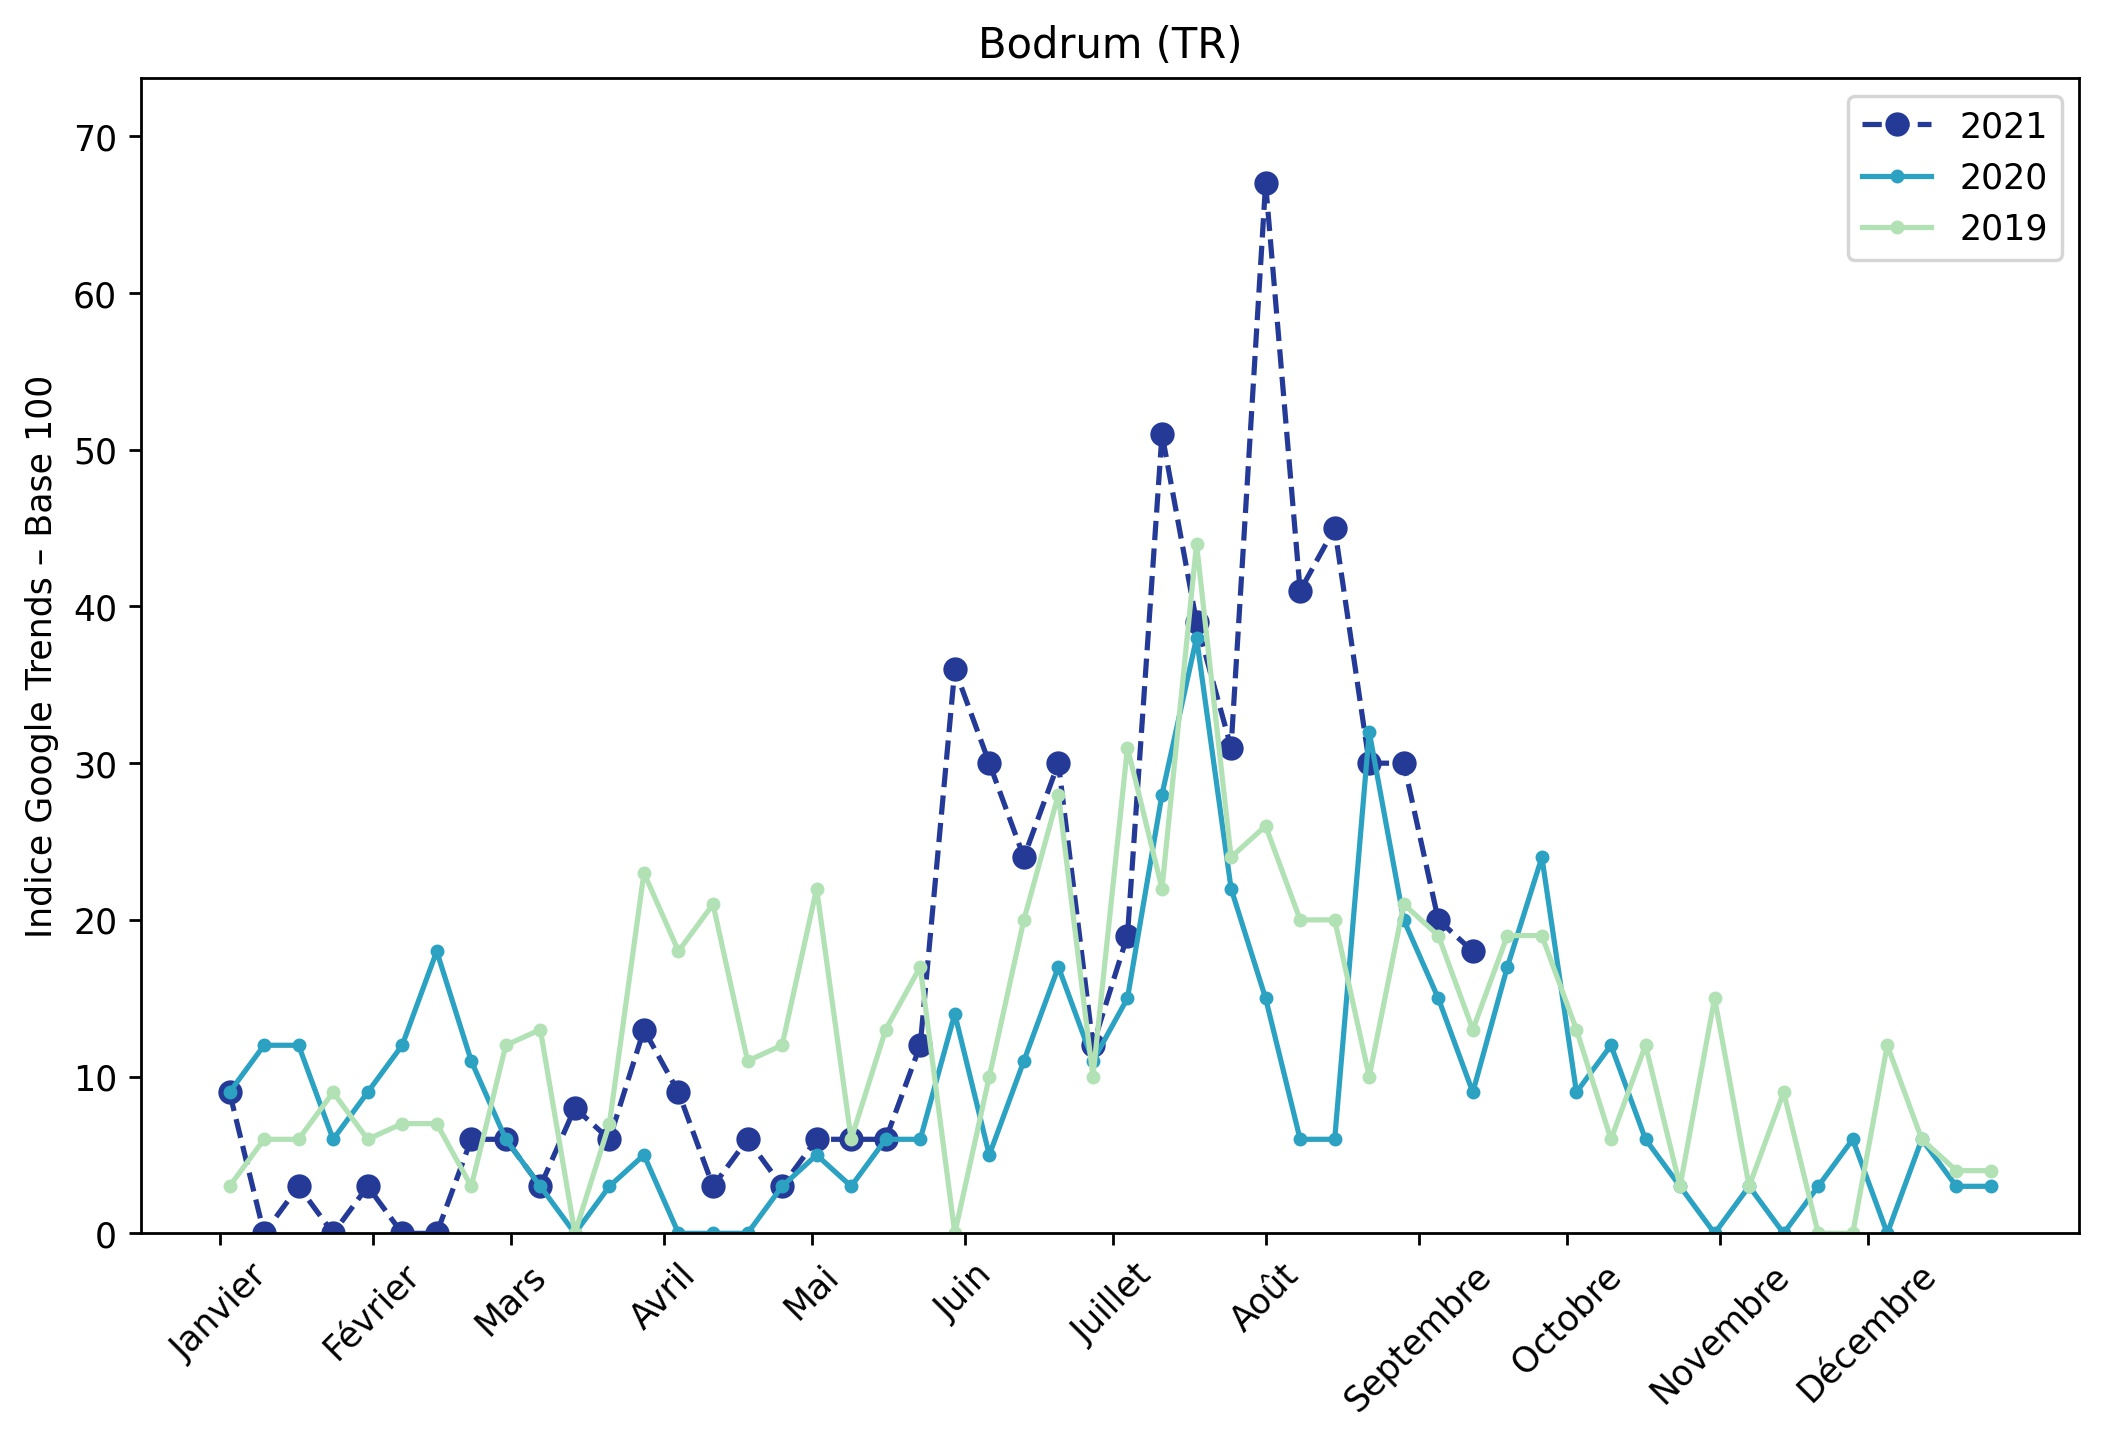 Bodrum (TR)
2021
2020
2019
Indice Google Trends – Base 100
70
60
50
40
30
20
10
0
Janvier
Février
Mars
Avril
Mai
Juin
Juillet
Août
Septembre
Octobre
Novembre
Décembre